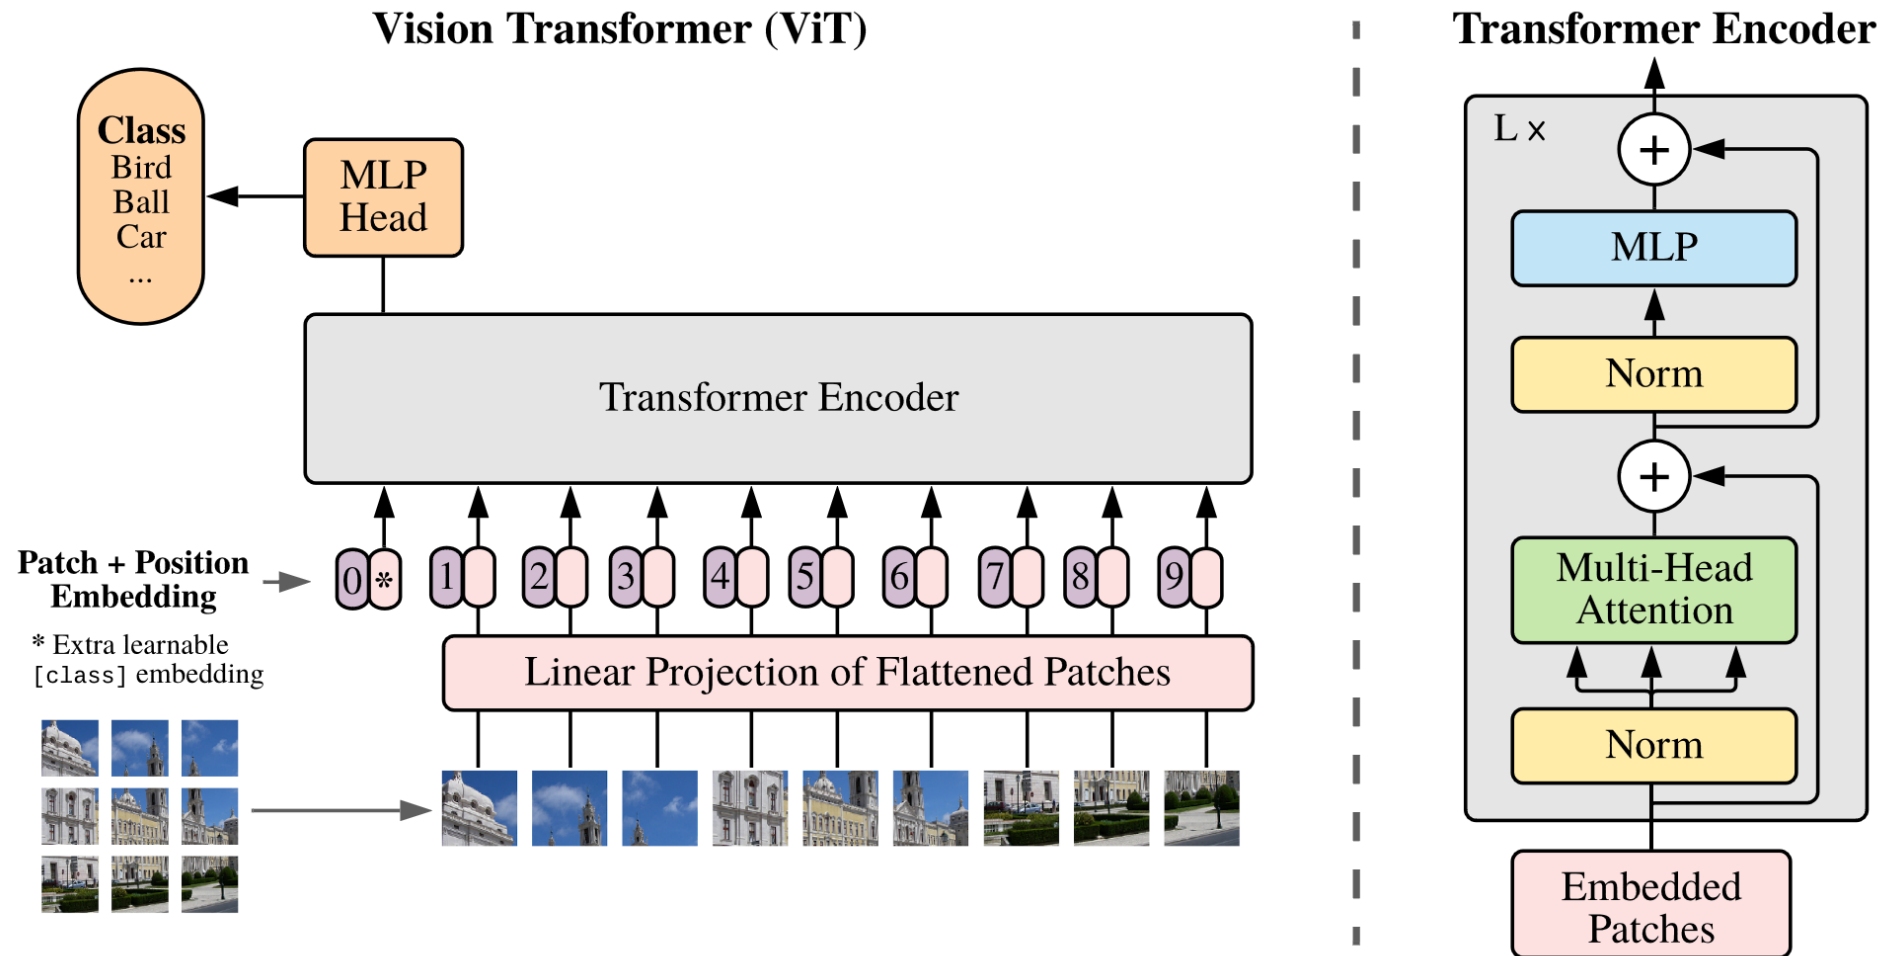 Vision Transformer (ViT)
Class
Bird
Ball
Car
...
MLP
Head
Transformer Encoder
Patch + Position
Embedding
0 * 1 2 3 4 5 6 7 8 9
* Extra learnable
[class] embedding
Linear Projection of Flattened Patches
Transformer Encoder
L ×
+
MLP
Norm
+
Multi-Head
Attention
Norm
Embedded
Patches